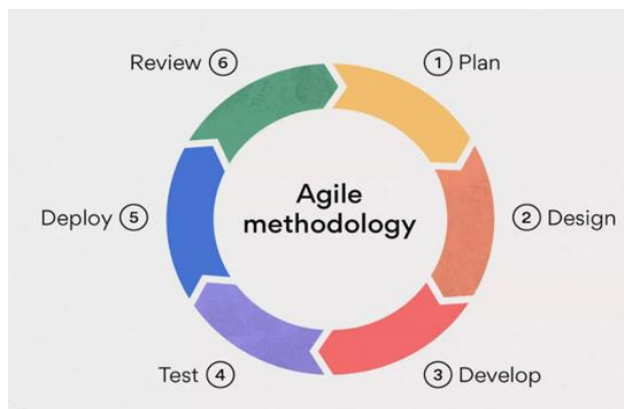 Agile
methodology
1 Plan
2 Design
3 Develop
Test 4
Deploy 5
Review 6